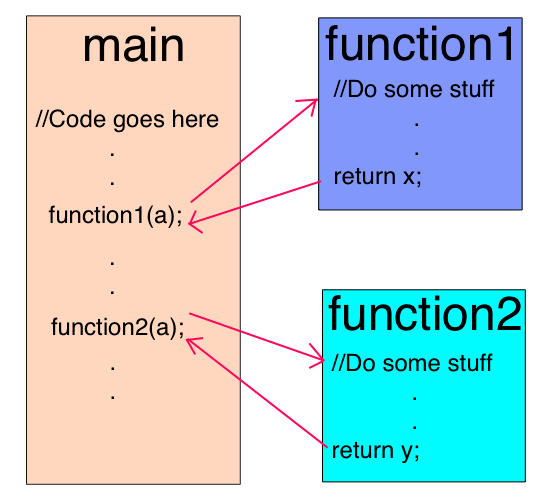 main
//Code goes here
.
.
function1(a);
.
.
function2(a);
.
.
function1
//Do some stuff
.
.
return x;
function2
//Do some stuff
.
.
return y;